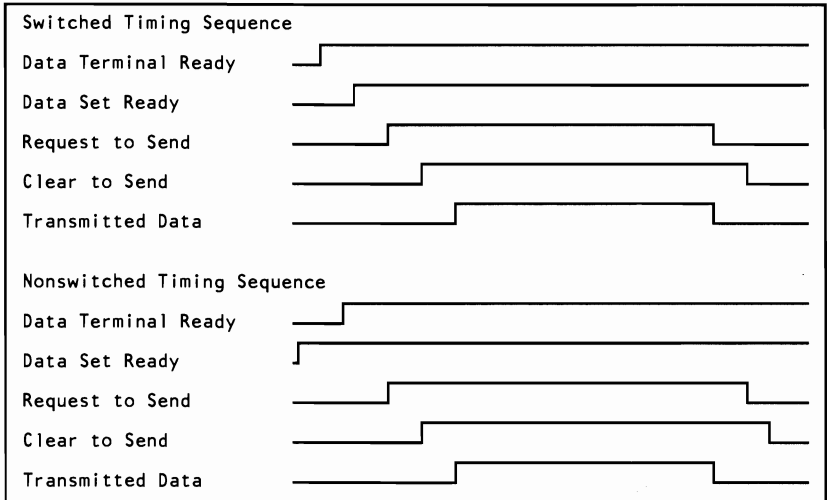 Switched Timing Sequence
Data Terminal Ready
Data Set Ready
Request to Send
Clear to Send
Transmitted Data
Nonswitched Timing Sequence
Data Terminal Ready
Data Set Ready
Request to Send
Clear to Send
Transmitted Data